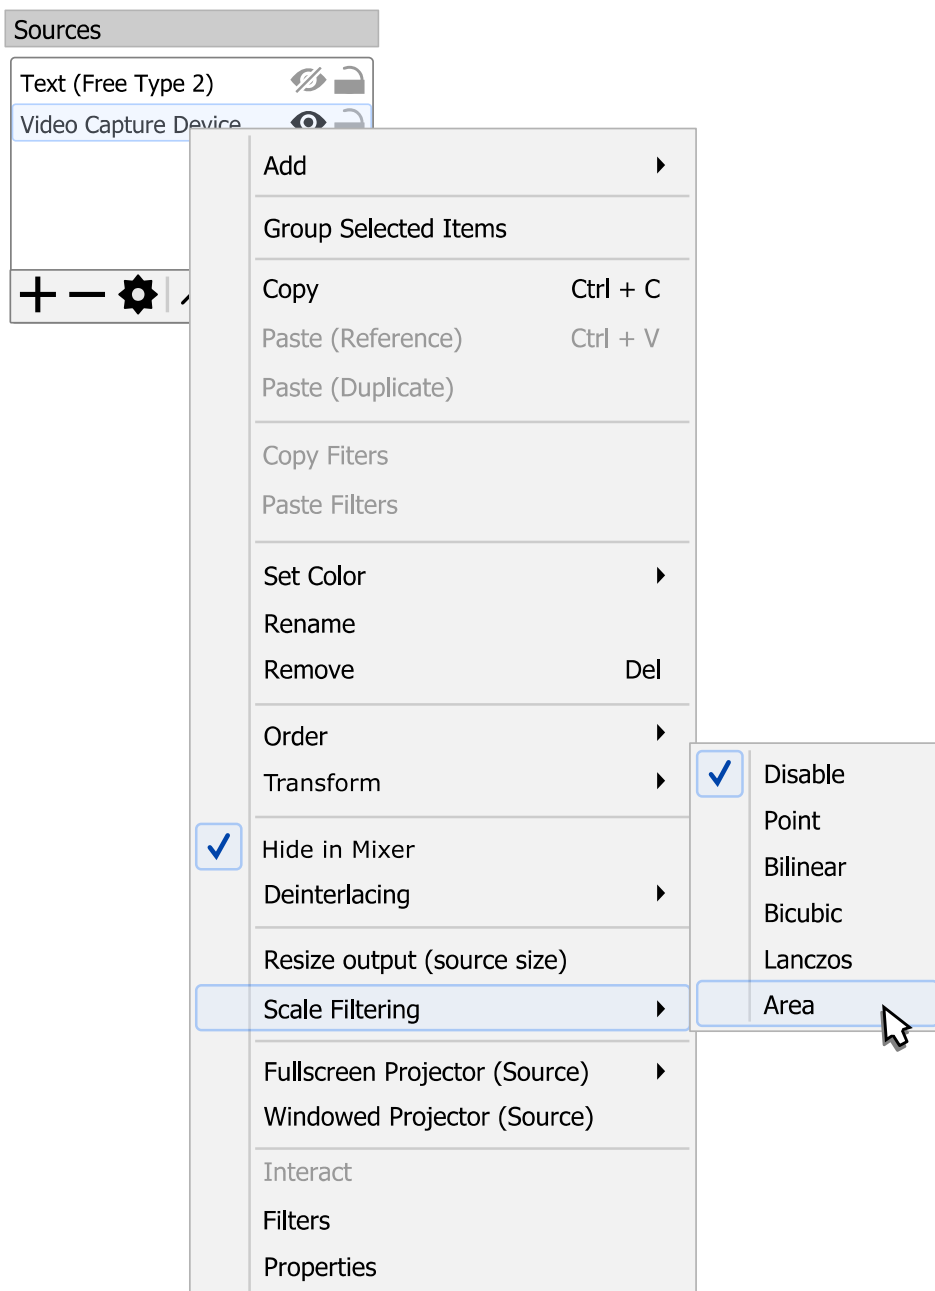 Sources
Text (Free Type 2)
Video Capture Device
Add
Group Selected Items
Copy Ctrl + C
Paste (Reference) Ctrl + V
Paste (Duplicate)
Copy Fiters
Paste Filters
Set Color
Rename
Remove Del
Order
Transform
Hide in Mixer
Deinterlacing
Resize output (source size)
Scale Filtering
Fullscreen Projector (Source)
Windowed Projector (Source)
Interact
Filters
Properties
Disable
Point
Bilinear
Bicubic
Lanczos
Area